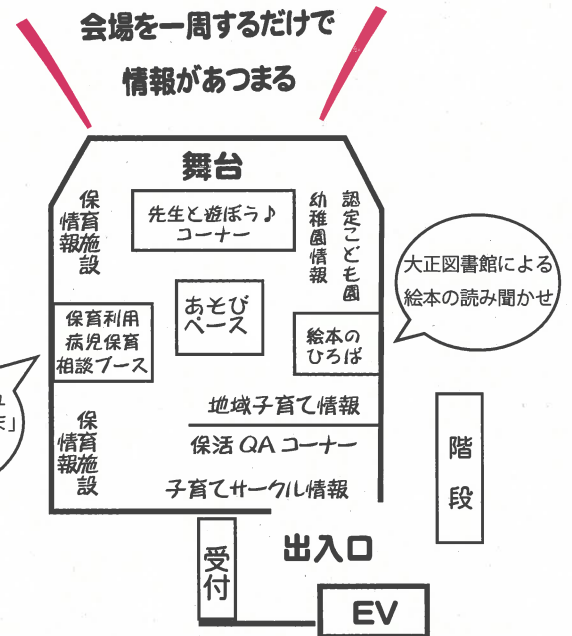 会場を一周するだけで
情報があつまる
舞台
保育施設
情報
先生と遊ぼう♪
コーナー
認定こども園
幼稚園情報
大正図書館による
絵本の読み聞かせ
あそび
ペース
保育利用
病児保育
相談ブース
絵本の
ひろば
地域子育て情報
保活QAコーナー
子育てサークル情報
保育施設
情報
階段
受付
出入口
EV